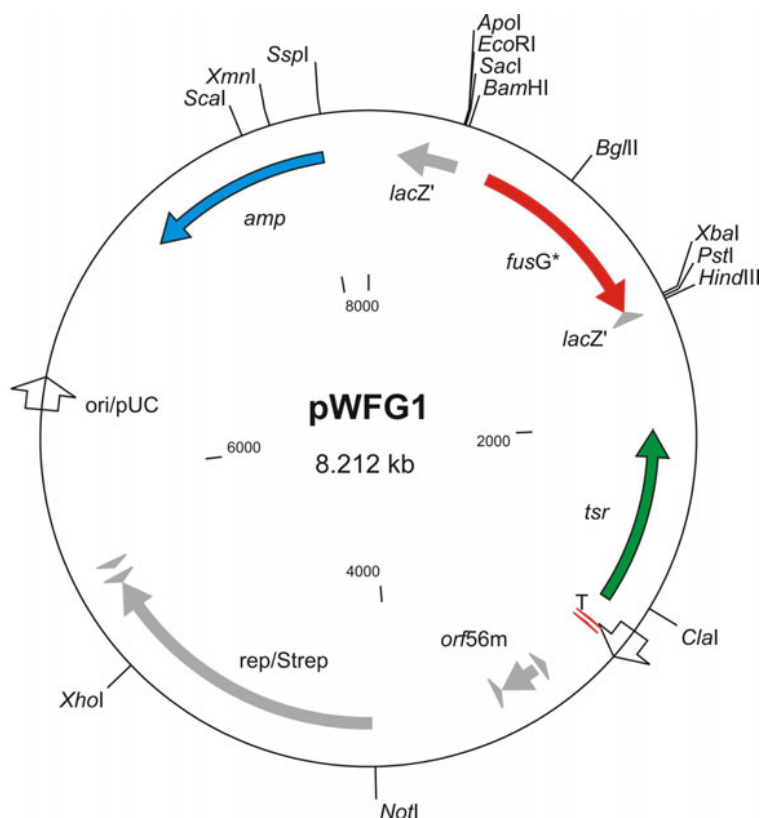 ApoI
EcoRI
SacI
BamHI
SspI
XmnI
ScaI
BglII
lacZ'
amp
fusG*
XbaI
PstI
HindIII
lacZ'
8000
ori/pUC
pWFG1
2000
6000
8.212 kb
tsr
4000
T
ClaI
orf56m
rep/Strep
XhoI
NotI